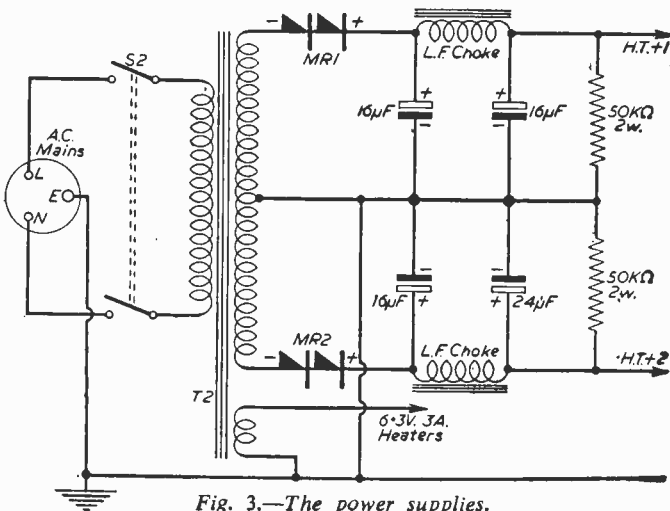 S2
A.C.
Mains
L
E
N
T2
- MR1 +
L.F. Choke
H.T.+1
+
16µF
-
+
16µF
-
50KΩ
2w.
-
16µF
+
-
24µF
+
50KΩ
2w.
- MR2 +
L.F. Choke
H.T.+2
6·3V. 3A.
Heaters
Fig. 3.—The power supplies.